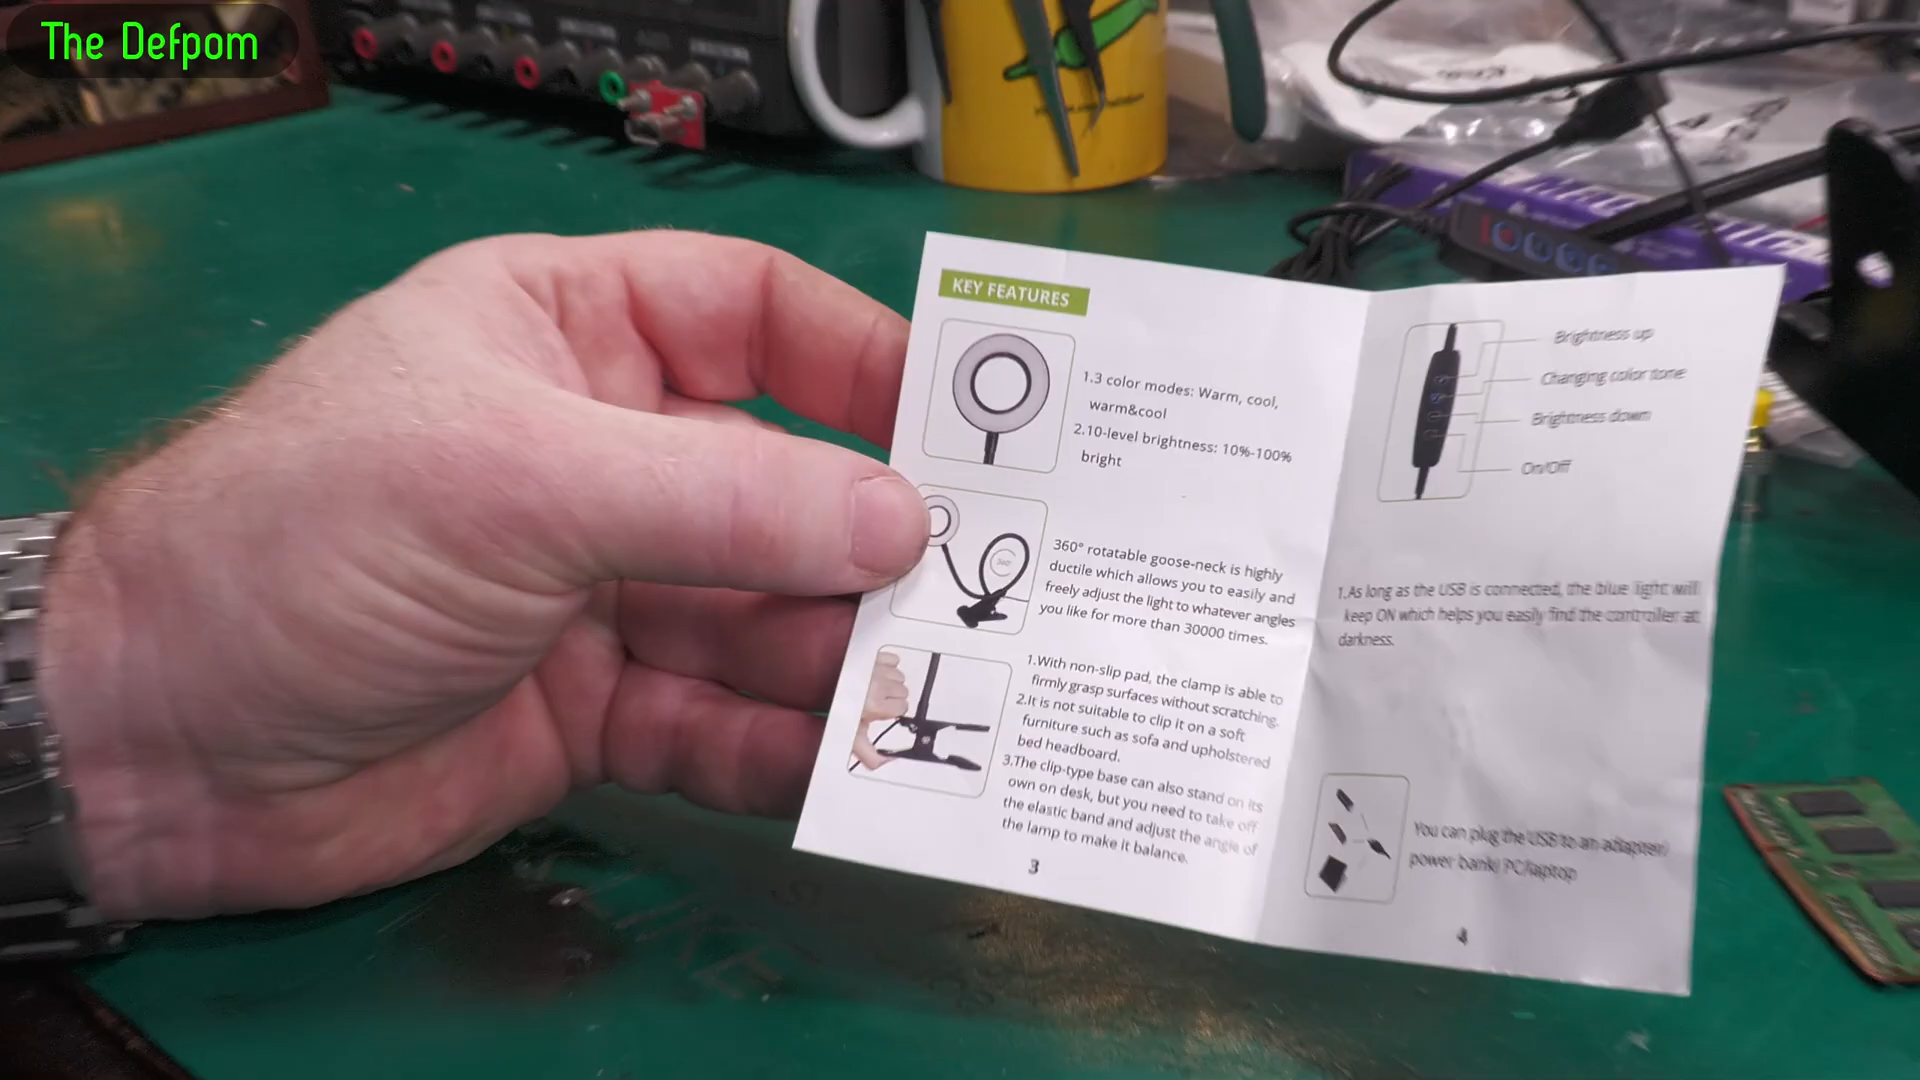 The Defpom
KEY FEATURES
1.3 color modes: Warm, cool,
warm&cool
2.10-level brightness: 10%-100%
bright
360° rotatable goose-neck is highly
ductile which allows you to easily and
freely adjust the light to whatever angles
you like for more than 30000 times.
1.With non-slip pad, the clamp is able to
firmly grasp surfaces without scratching.
2.It is not suitable to clip it on a soft
furniture such as sofa and upholstered
bed headboard.
3.The clip-type base can also stand on its
own on desk, but you need to take off
the elastic band and adjust the angle of
the lamp to make it balance.
3
Brightness up
Changing color tone
Brightness down
On/Off
1.As long as the USB is connected, the blue light will
keep ON which helps you easily find the controller at
darkness.
You can plug the USB to an adapter/
power bank/ PC/laptop
4